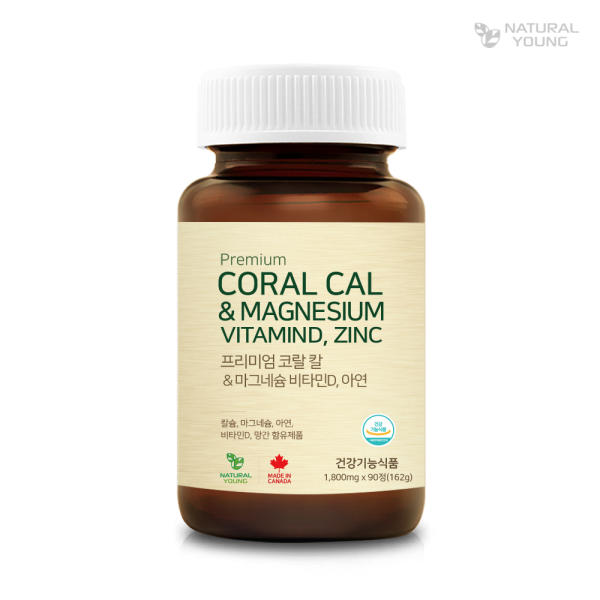 NATURAL
YOUNG
Premium
CORAL CAL
& MAGNESIUM
VITAMIND, ZINC
프리미엄 코랄 칼
&마그네슘 비타민D, 아연
칼슘, 마그네슘, 아연,
비타민D, 망간 함유제품
건강
기능식품
NATURAL
YOUNG
MADE IN
CANADA
건강기능식품
1,800mg x 90정(162g)